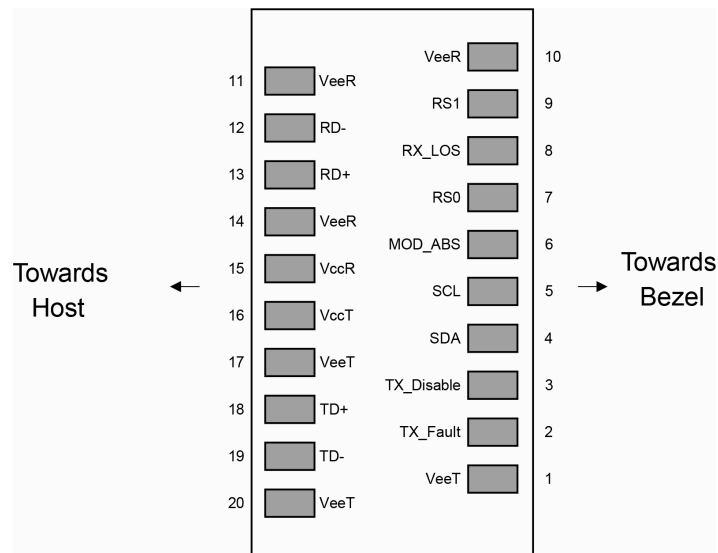 VeeR 10
11 VeeR
RS1 9
12 RD-
RX_LOS 8
13 RD+
RS0 7
14 VeeR
MOD_ABS 6
Towards Host
15 VccR
Towards Bezel
SCL 5
16 VccT
SDA 4
17 VeeT
TX_Disable 3
18 TD+
TX_Fault 2
19 TD-
VeeT 1
20 VeeT